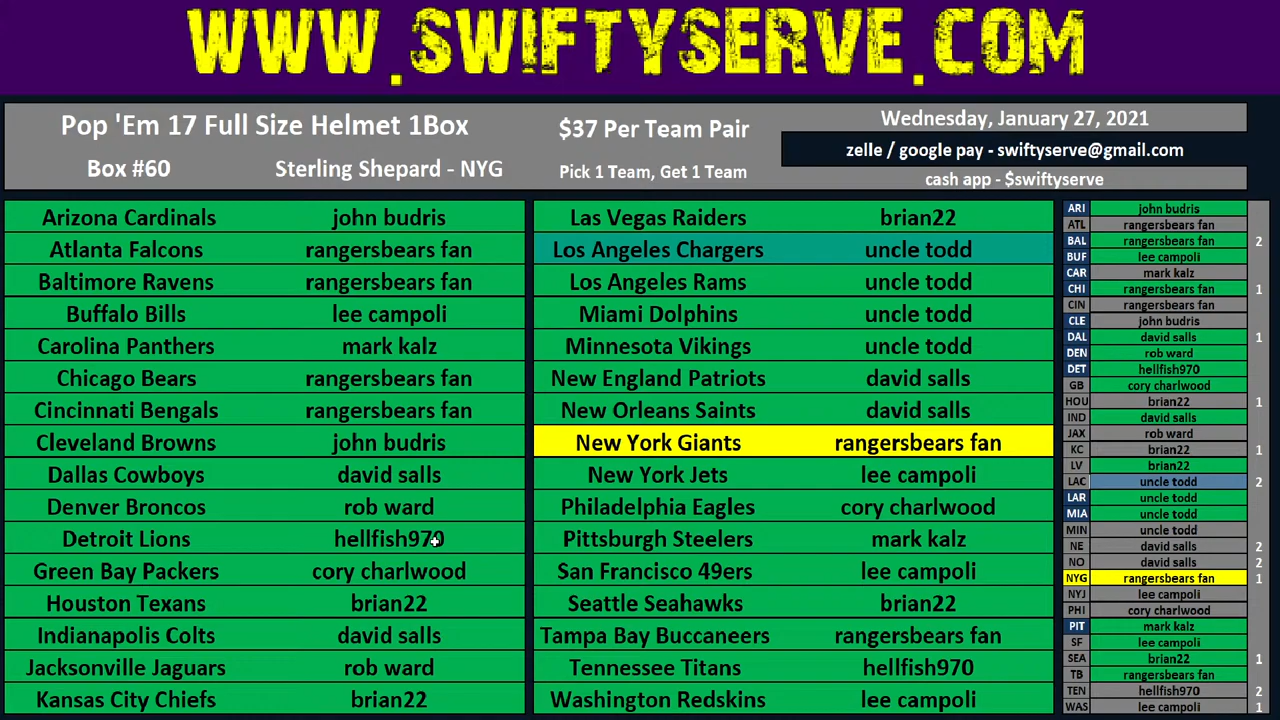 WWW.SWIFTYSERVE.COM
Pop 'Em 17 Full Size Helmet 1Box
Box #60 Sterling Shepard - NYG
$37 Per Team Pair
Pick 1 Team, Get 1 Team
Wednesday, January 27, 2021
zelle / google pay - swiftyserve@gmail.com
cash app - $swiftyserve
Arizona Cardinals john budris
Atlanta Falcons rangersbears fan
Baltimore Ravens rangersbears fan
Buffalo Bills lee campoli
Carolina Panthers mark kalz
Chicago Bears rangersbears fan
Cincinnati Bengals rangersbears fan
Cleveland Browns john budris
Dallas Cowboys david salls
Denver Broncos rob ward
Detroit Lions hellfish970
Green Bay Packers cory charlwood
Houston Texans brian22
Indianapolis Colts david salls
Jacksonville Jaguars rob ward
Kansas City Chiefs brian22
Las Vegas Raiders brian22
Los Angeles Chargers uncle todd
Los Angeles Rams uncle todd
Miami Dolphins uncle todd
Minnesota Vikings uncle todd
New England Patriots david salls
New Orleans Saints david salls
New York Giants rangersbears fan
New York Jets lee campoli
Philadelphia Eagles cory charlwood
Pittsburgh Steelers mark kalz
San Francisco 49ers lee campoli
Seattle Seahawks brian22
Tampa Bay Buccaneers rangersbears fan
Tennessee Titans hellfish970
Washington Redskins lee campoli
ARI john budris
ATL rangersbears fan
BAL rangersbears fan 2
BUF lee campoli
CAR mark kalz
CHI rangersbears fan 1
CIN rangersbears fan
CLE john budris
DAL david salls 1
DEN rob ward
DET hellfish970
GB cory charlwood
HOU brian22 1
IND david salls
JAX rob ward
KC brian22 1
LV brian22
LAC uncle todd 2
LAR uncle todd
MIA uncle todd
MIN uncle todd
NE david salls 2
NO david salls 2
NYG rangersbears fan 1
NYJ lee campoli
PHI cory charlwood
PIT mark kalz
SF lee campoli
SEA brian22 1
TB rangersbears fan
TEN hellfish970 2
WAS lee campoli 1